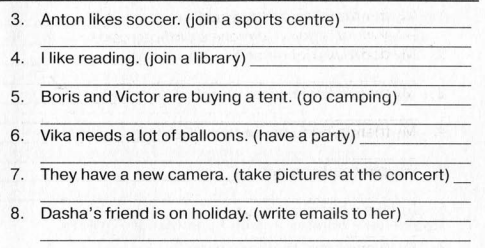 3. Anton likes soccer. (join a sports centre)
4. I like reading. (join a library)
5. Boris and Victor are buying a tent. (go camping)
6. Vika needs a lot of balloons. (have a party)
7. They have a new camera. (take pictures at the concert)
8. Dasha's friend is on holiday. (write emails to her)